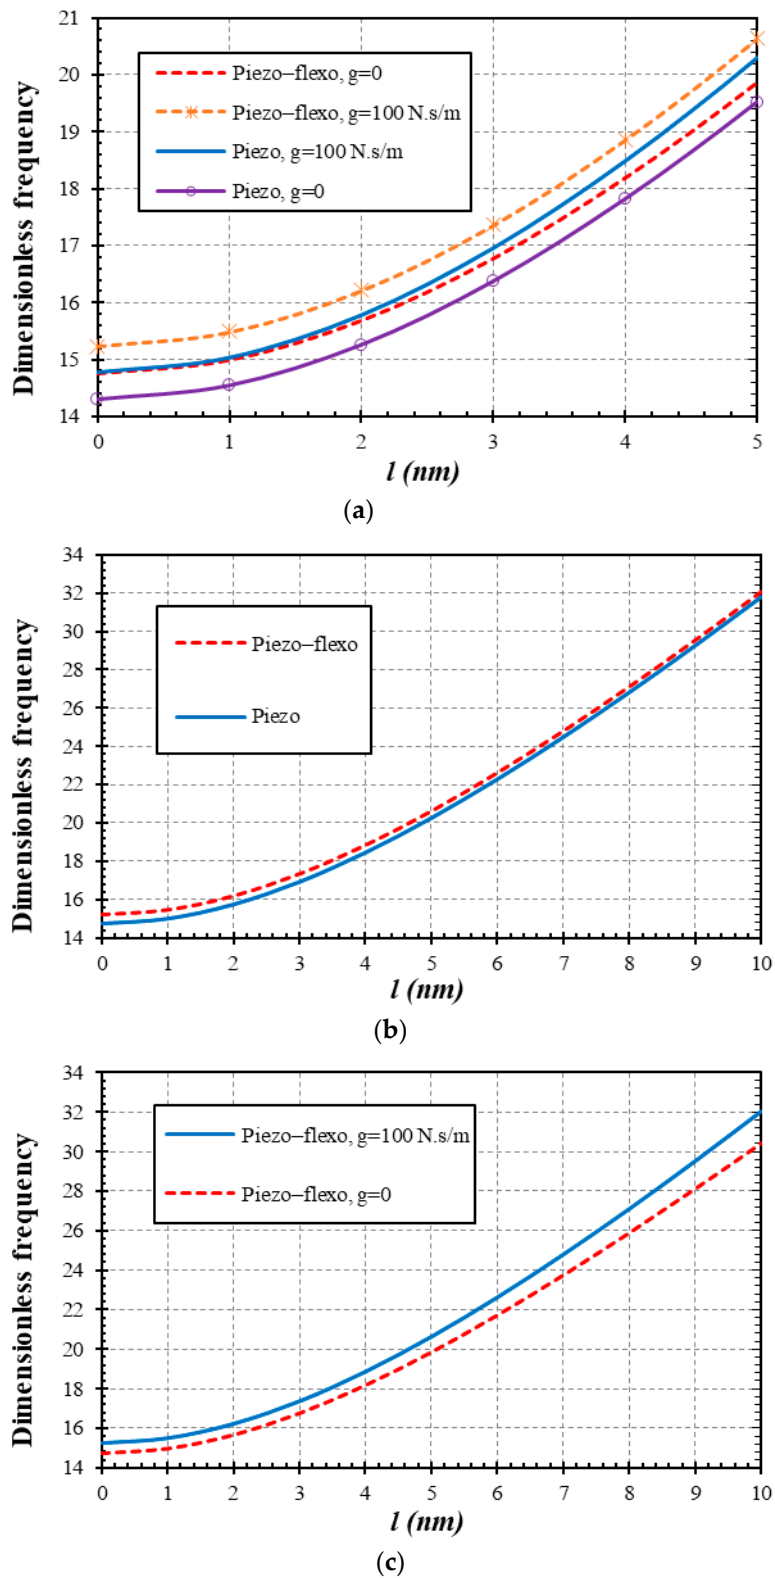 21
20
19
18
17
16
15
14
Dimensionless frequency
Piezo–flexo, g=0
Piezo–flexo, g=100 N.s/m
Piezo, g=100 N.s/m
Piezo, g=0
0 1 2 3 4 5
l (nm)
(a)
34
32
30
28
26
24
22
20
18
16
14
Dimensionless frequency
Piezo–flexo
Piezo
0 1 2 3 4 5 6 7 8 9 10
l (nm)
(b)
34
32
30
28
26
24
22
20
18
16
14
Dimensionless frequency
Piezo–flexo, g=100 N.s/m
Piezo–flexo, g=0
0 1 2 3 4 5 6 7 8 9 10
l (nm)
(c)